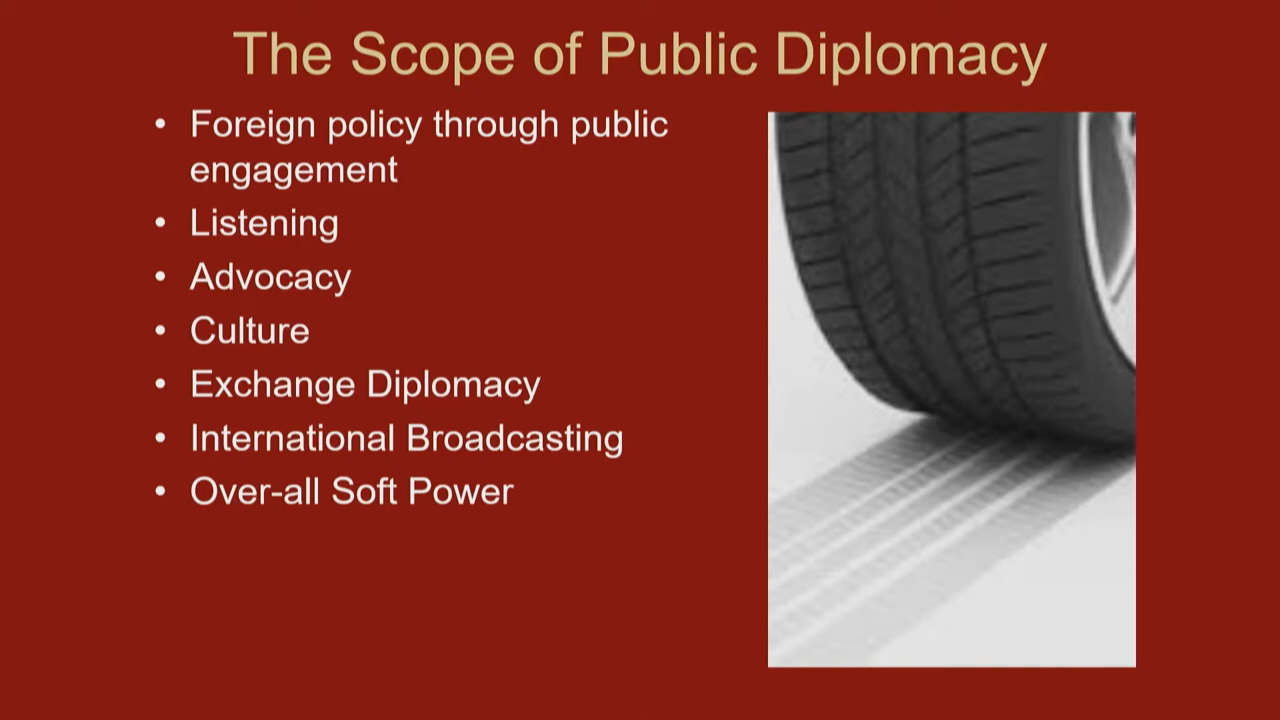 The Scope of Public Diplomacy
• Foreign policy through public
engagement
• Listening
• Advocacy
• Culture
• Exchange Diplomacy
• International Broadcasting
• Over-all Soft Power